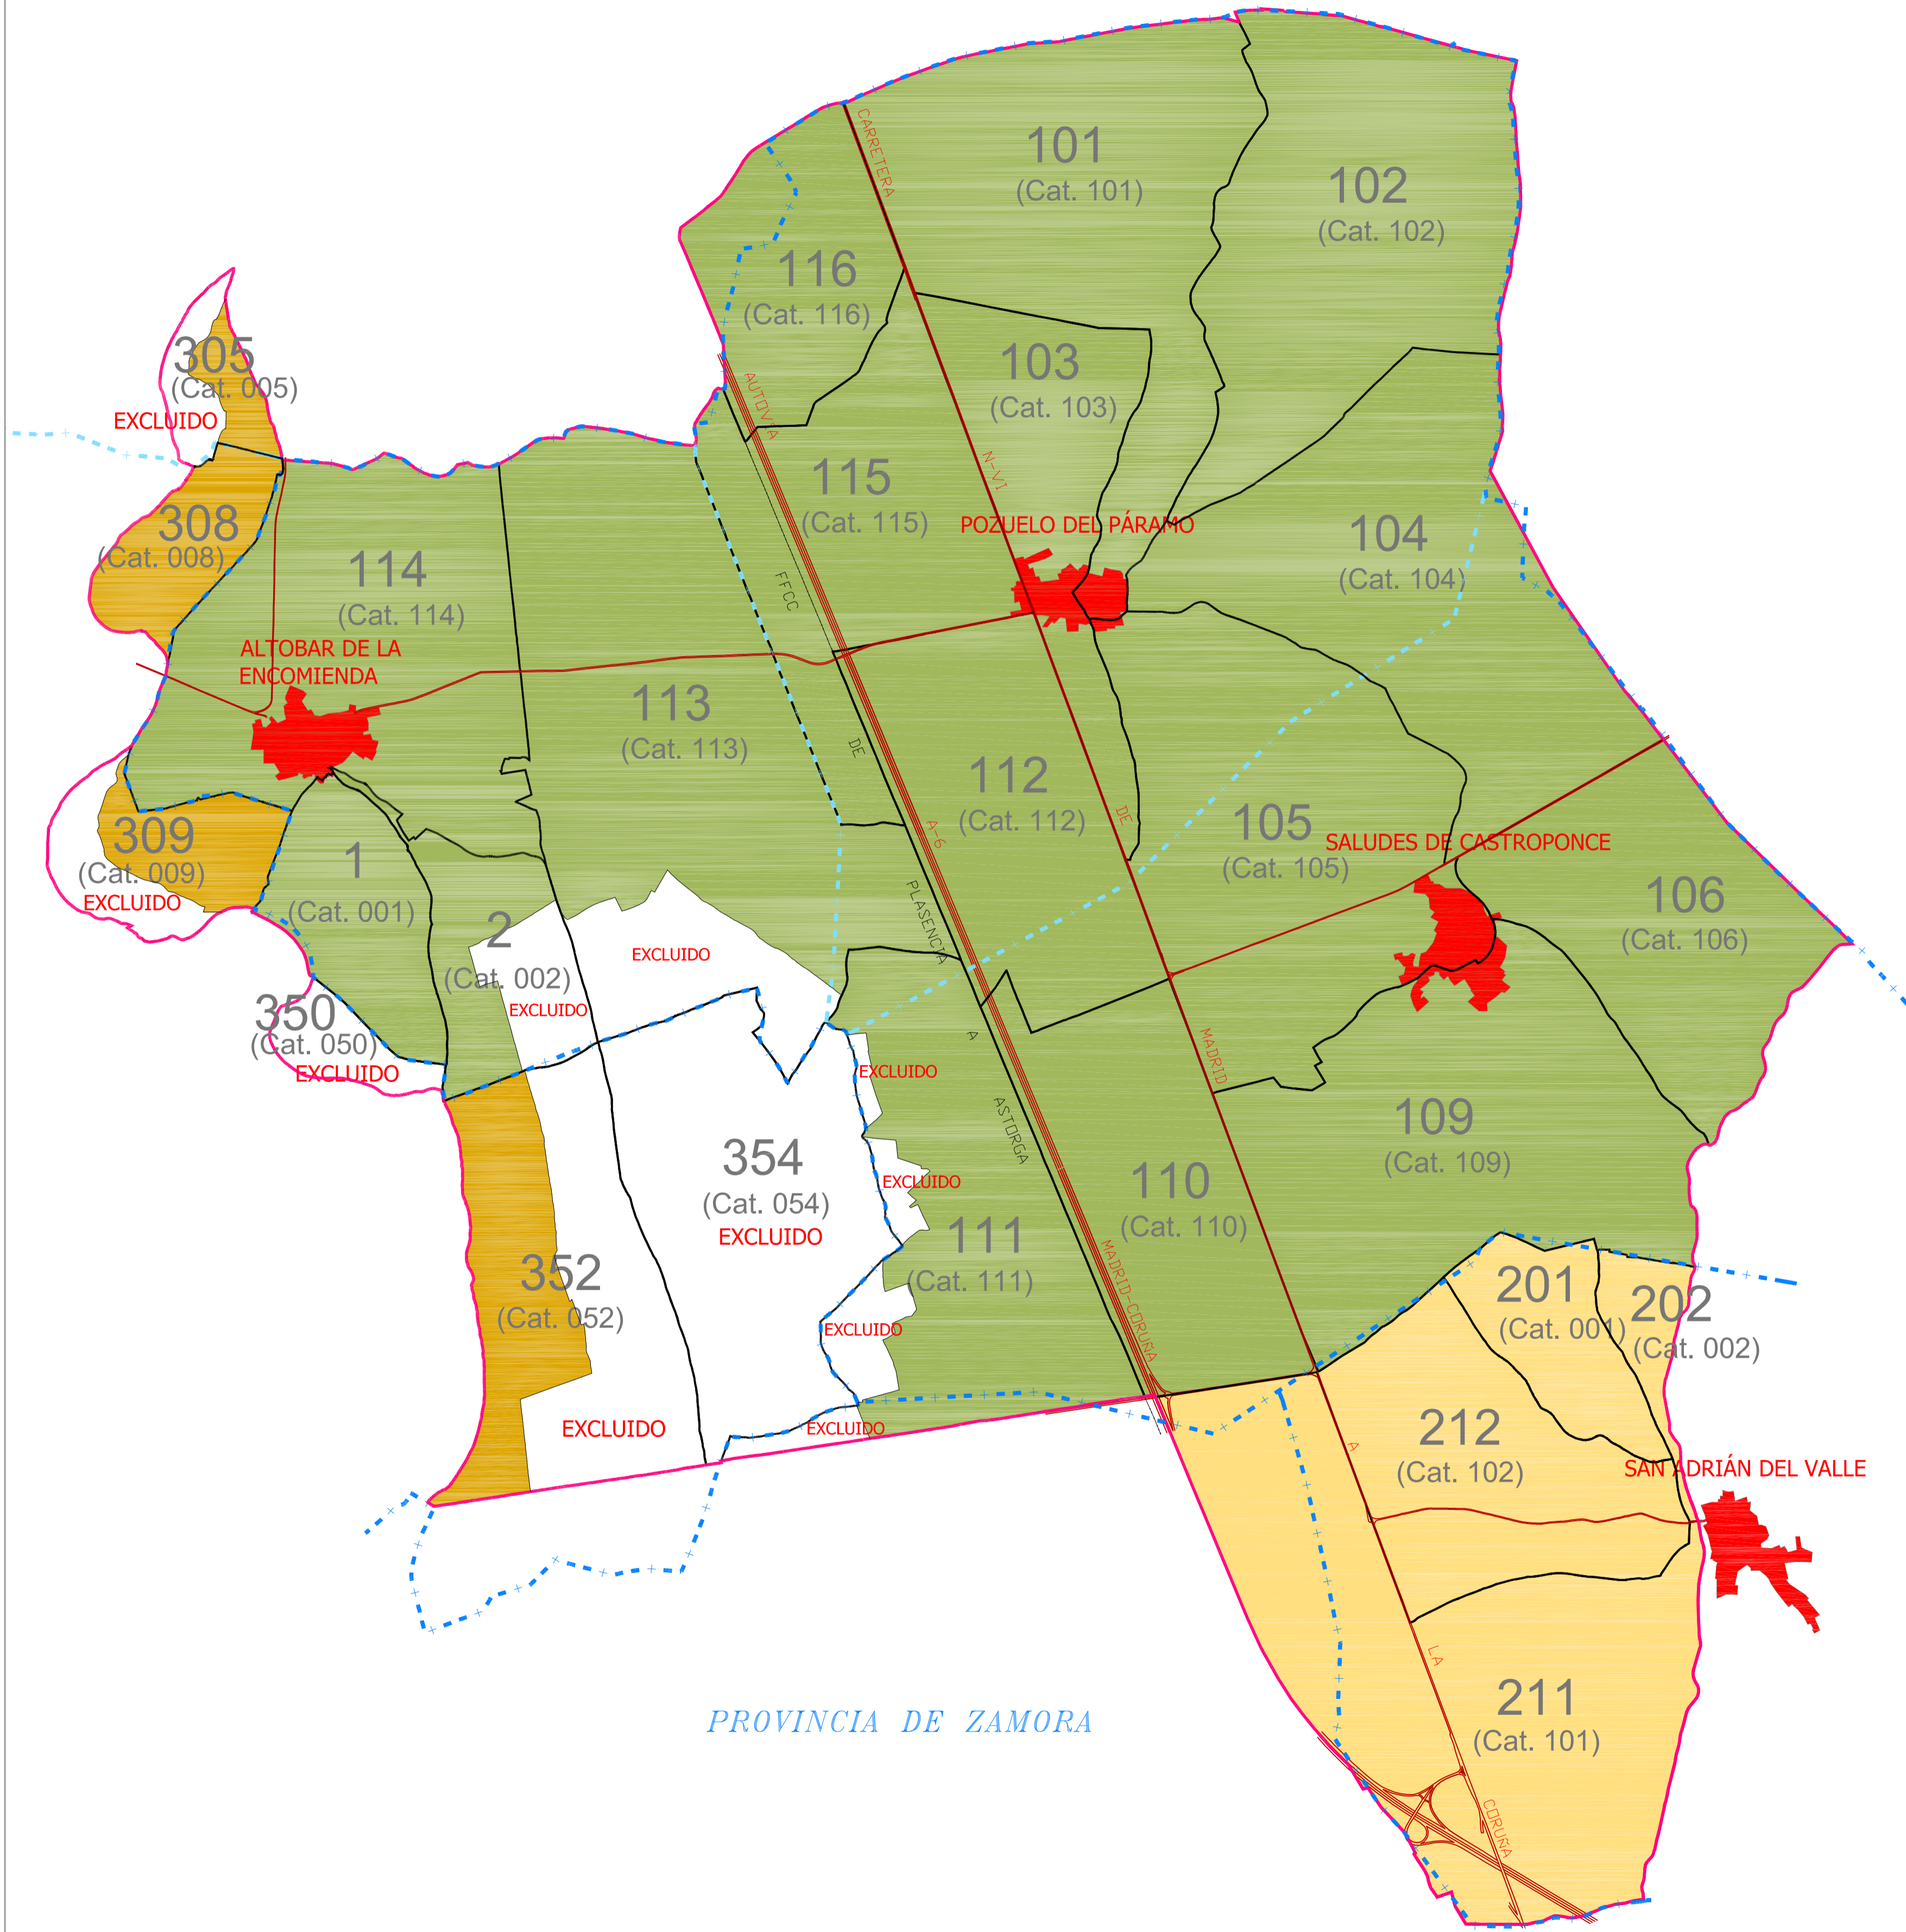 101
(Cat. 101)
102
(Cat. 102)
CARRETERA
116
(Cat. 116)
103
(Cat. 103)
305
(Cat. 005)
EXCLUIDO
AUTOVÍA
N-VI
115
(Cat. 115)
308
(Cat. 008)
POZUELO DEL PÁRAMO
104
(Cat. 104)
114
(Cat. 114)
FFCC
ALTOBAR DE LA
ENCOMIENDA
113
(Cat. 113)
DE
112
(Cat. 112)
DE
105
(Cat. 105)
SALUDES DE CASTROPONCE
A-6
309
(Cat. 009)
EXCLUIDO
1
(Cat. 001)
2
(Cat. 002)
EXCLUIDO
EXCLUIDO
PLASENCIA
106
(Cat. 106)
350
(Cat. 050)
EXCLUIDO
A
MADRID
EXCLUIDO
ASTORGA
109
(Cat. 109)
354
(Cat. 054)
EXCLUIDO
EXCLUIDO
110
(Cat. 110)
111
(Cat. 111)
MADRID-CORUÑA
352
(Cat. 052)
EXCLUIDO
201
(Cat. 001)
202
(Cat. 002)
EXCLUIDO
EXCLUIDO
212
(Cat. 102)
A
SAN ADRIÁN DEL VALLE
LA
211
(Cat. 101)
PROVINCIA DE ZAMORA
CORUÑA